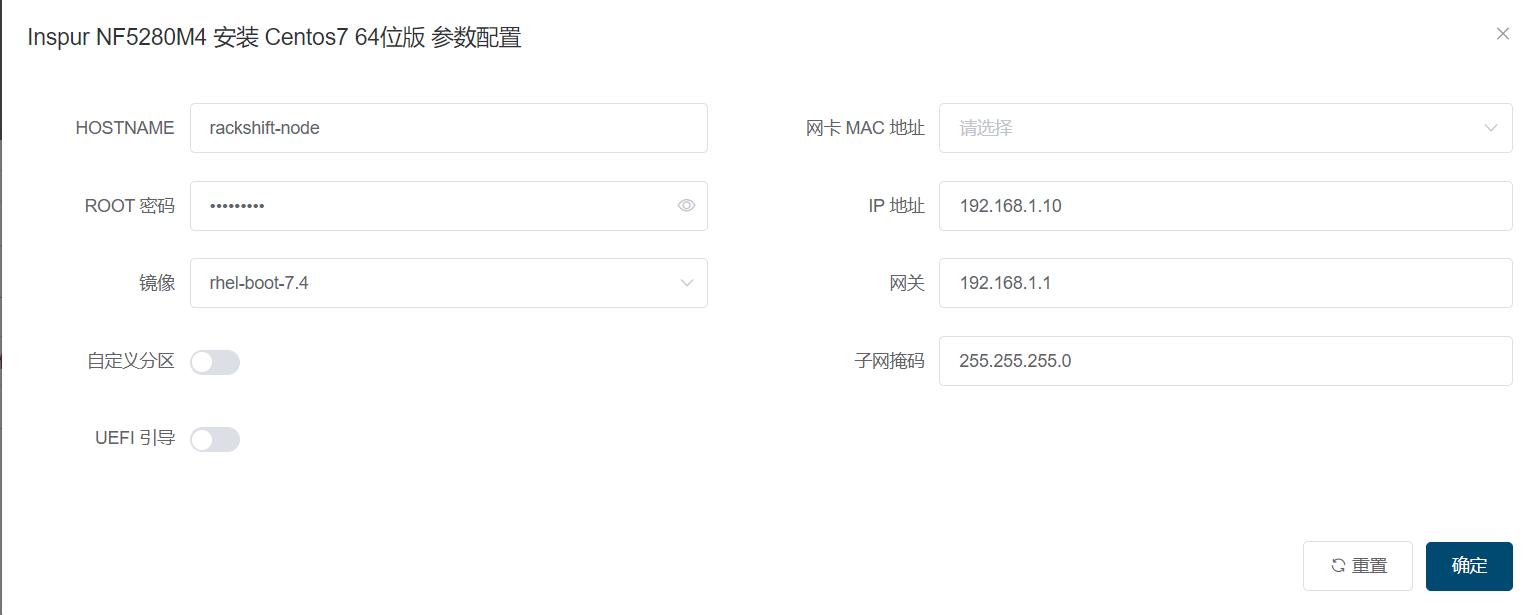 Inspur NF5280M4 安装 Centos7 64位版 参数配置
HOSTNAME rackshift-node 网卡 MAC 地址 请选择
ROOT 密码 ••••••••• IP 地址 192.168.1.10
镜像 rhel-boot-7.4 网关 192.168.1.1
自定义分区 子网掩码 255.255.255.0
UEFI 引导
重置 确定